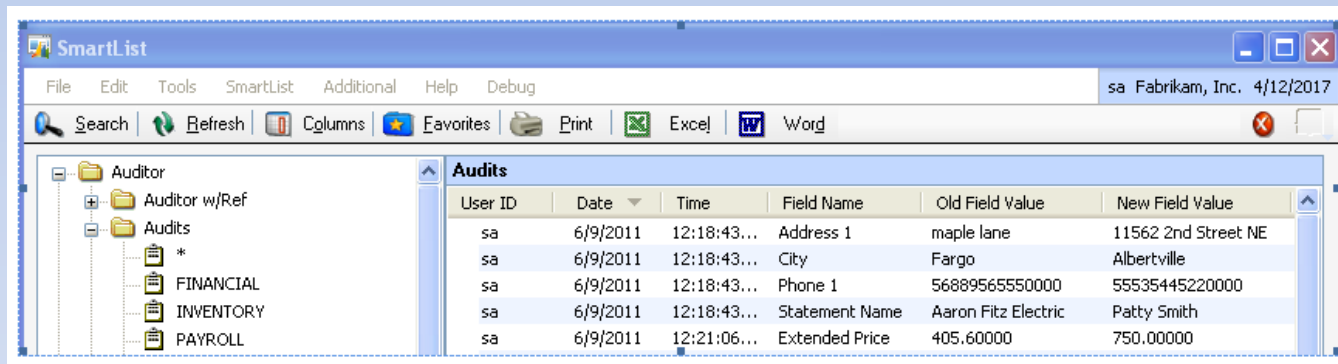 SmartList
File Edit Tools SmartList Additional Help Debug sa Fabrikam, Inc. 4/12/2017
Search Refresh Columns Favorites Print Excel Word
Auditor
Auditor w/Ref
Audits
*
FINANCIAL
INVENTORY
PAYROLL
Audits
User ID Date Time Field Name Old Field Value New Field Value
sa 6/9/2011 12:18:43... Address 1 maple lane 11562 2nd Street NE
sa 6/9/2011 12:18:43... City Fargo Albertville
sa 6/9/2011 12:18:43... Phone 1 56889565550000 55535445220000
sa 6/9/2011 12:18:43... Statement Name Aaron Fitz Electric Patty Smith
sa 6/9/2011 12:21:06... Extended Price 405.60000 750.00000